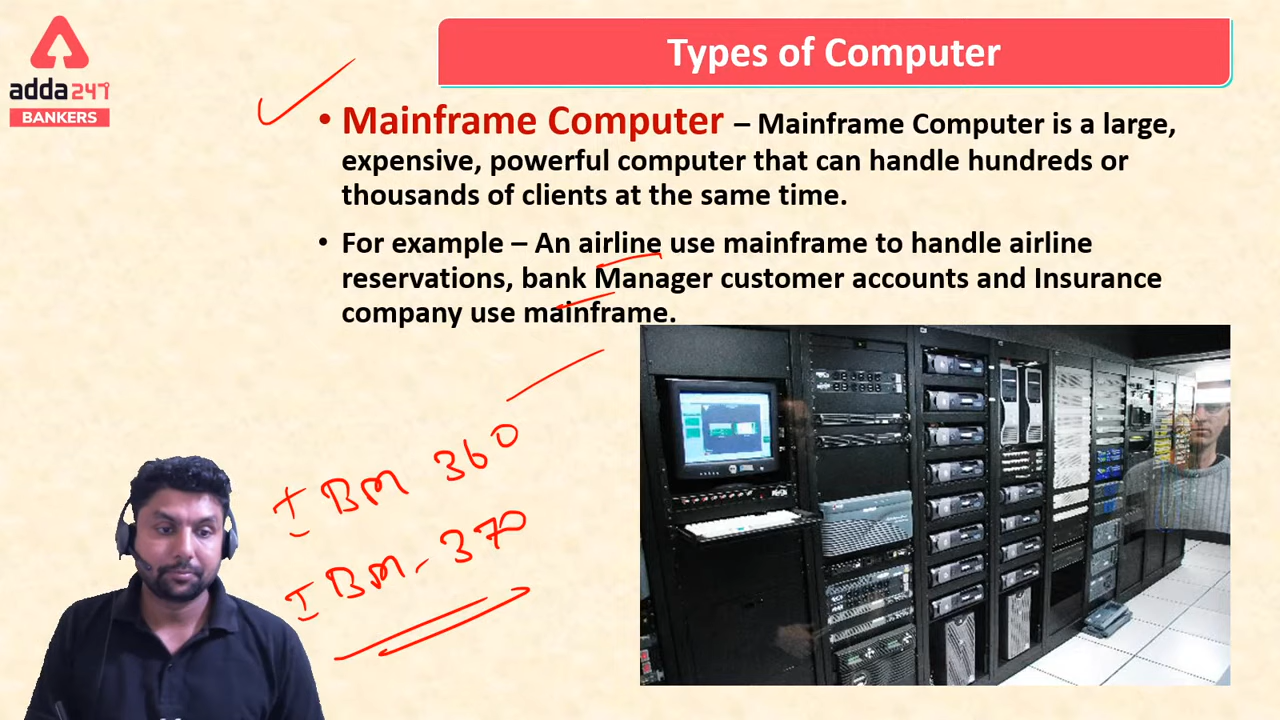 adda247
BANKERS
Types of Computer
• Mainframe Computer – Mainframe Computer is a large,
expensive, powerful computer that can handle hundreds or
thousands of clients at the same time.
• For example – An airline use mainframe to handle airline
reservations, bank Manager customer accounts and Insurance
company use mainframe.
IBM 360
IBM-370